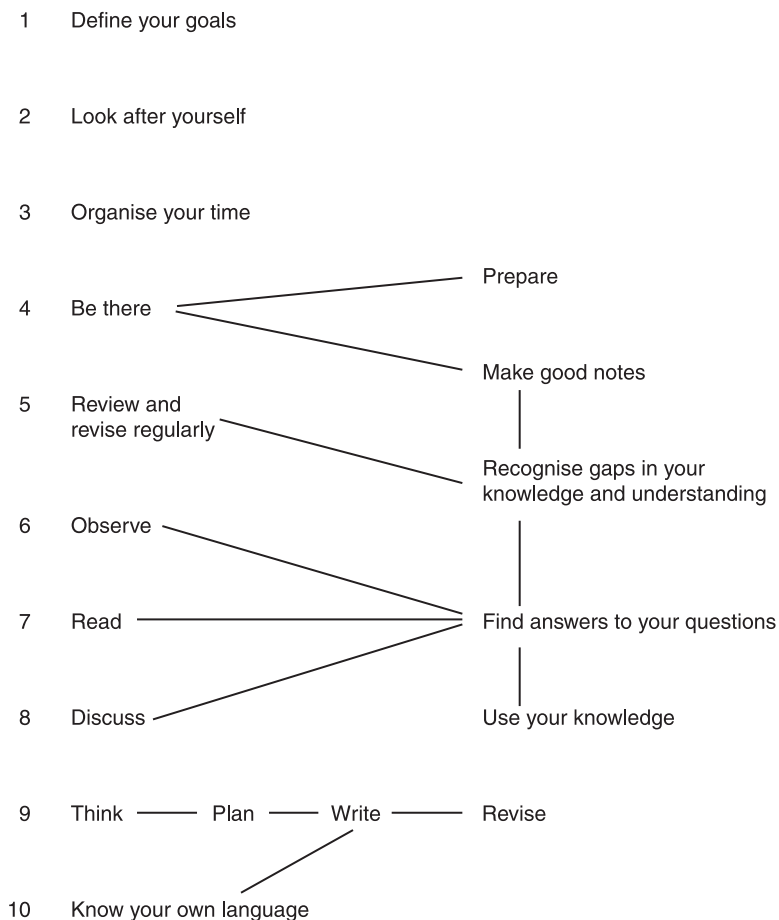 1 Define your goals
2 Look after yourself
3 Organise your time
Prepare
4 Be there
Make good notes
5 Review and
revise regularly
Recognise gaps in your
knowledge and understanding
6 Observe
7 Read Find answers to your questions
8 Discuss Use your knowledge
9 Think Plan Write Revise
10 Know your own language